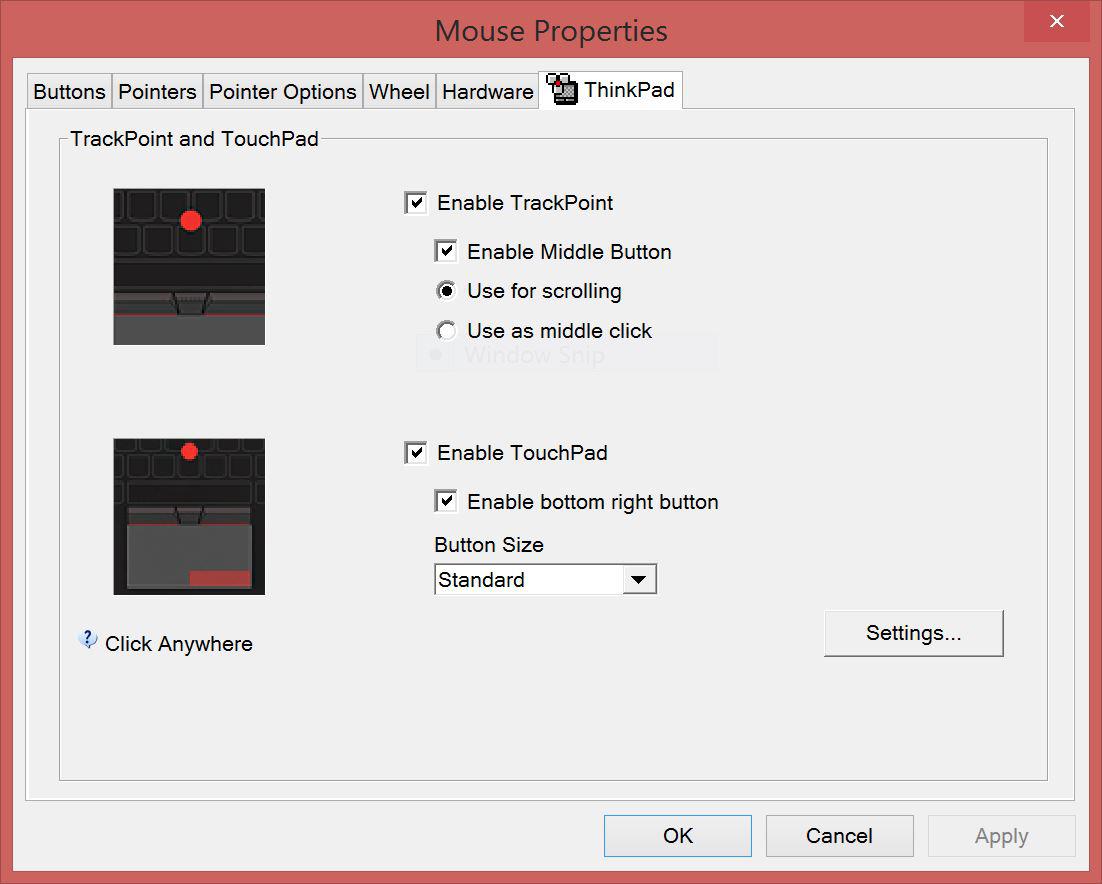 Mouse Properties
Buttons Pointers Pointer Options Wheel Hardware ThinkPad
TrackPoint and TouchPad
Enable TrackPoint
Enable Middle Button
Use for scrolling
Use as middle click
Window Snip
Enable TouchPad
Enable bottom right button
Button Size
Standard
Settings...
? Click Anywhere
OK Cancel Apply